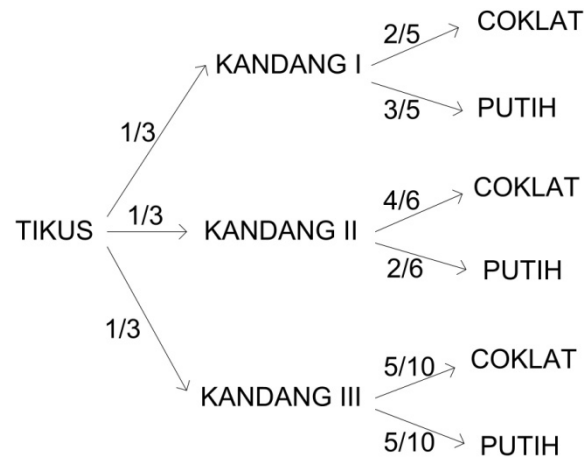 2/5
COKLAT
KANDANG I
3/5
PUTIH
1/3
4/6
COKLAT
TIKUS
1/3
KANDANG II
2/6
PUTIH
1/3
5/10
COKLAT
KANDANG III
5/10
PUTIH